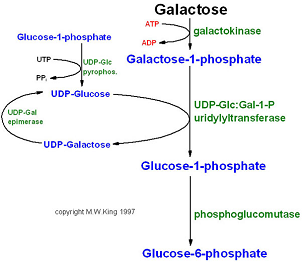 Galactose
ATP
galactokinase
ADP
Glucose-1-phosphate
Galactose-1-phosphate
UTP
UDP-Glc
pyrophos.
PPi
UDP-Glucose
UDP-Glc:Gal-1-P
uridylyltransferase
UDP-Gal
epimerase
UDP-Galactose
Glucose-1-phosphate
copyright M.W.King 1997
phosphoglucomutase
Glucose-6-phosphate